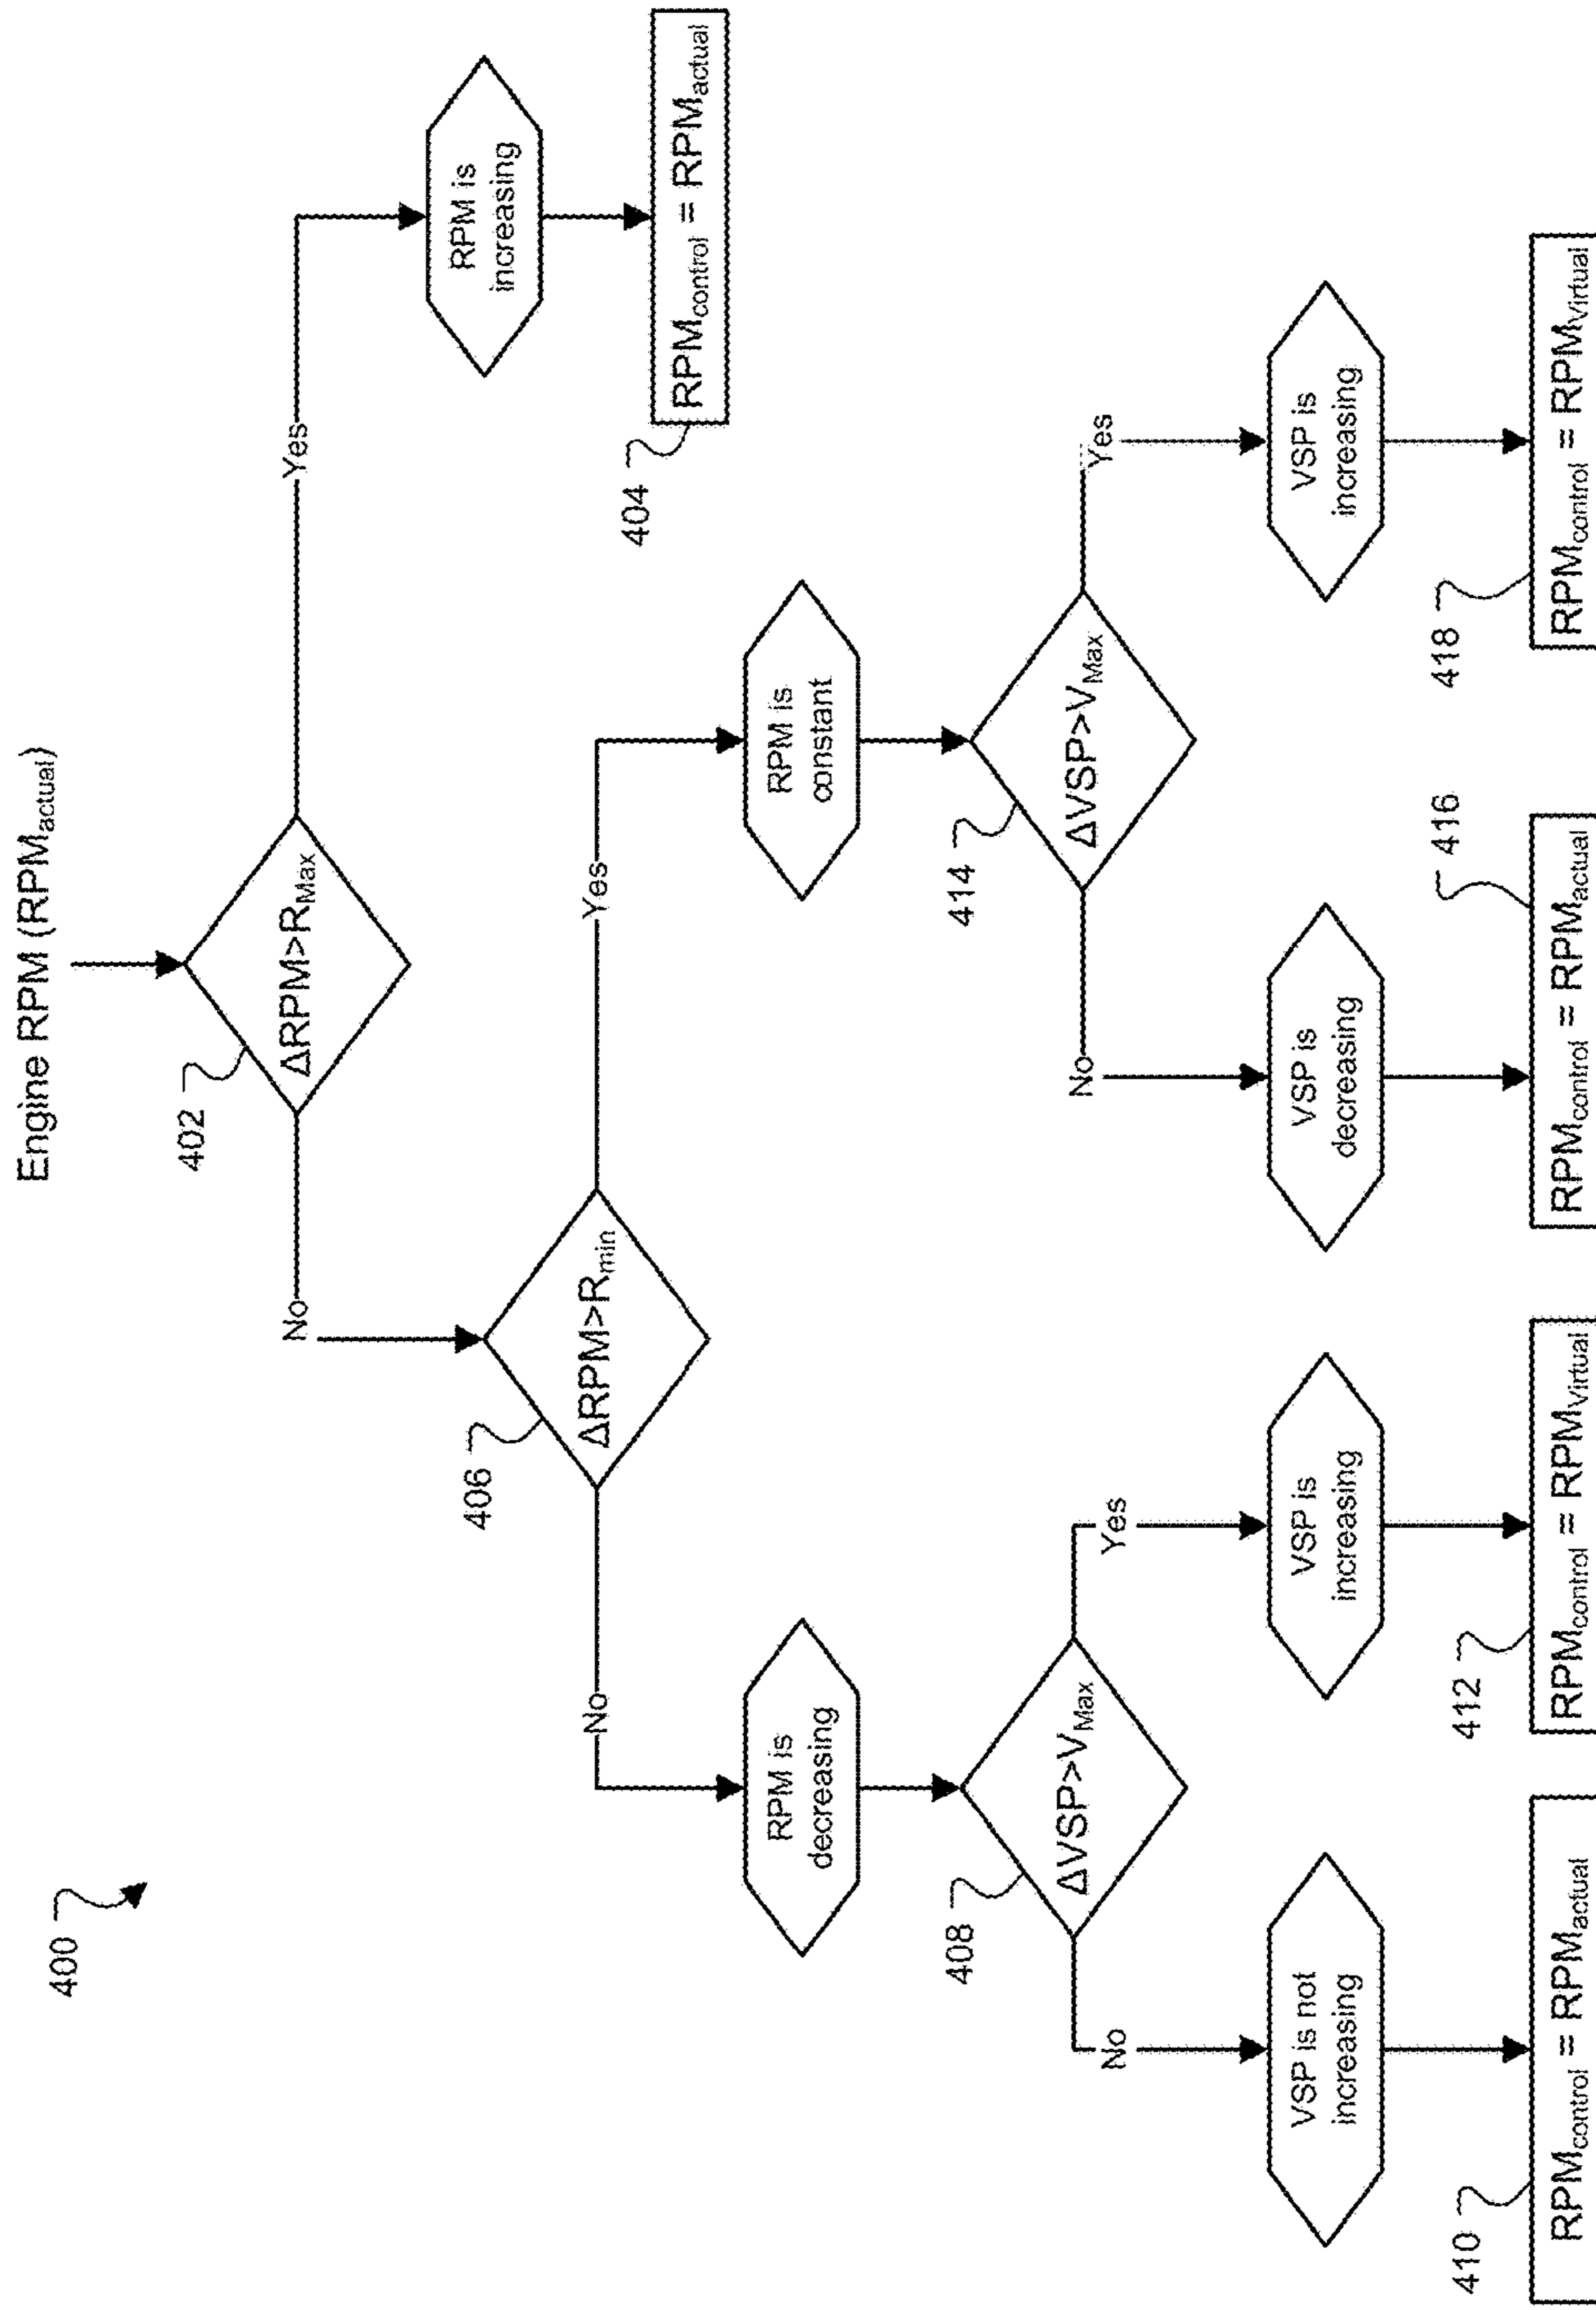 400
Engine RPM (RPMactual)
402
ΔRPM>RMax
No
Yes
RPM is
increasing
404
RPMcontrol = RPMactual
406
ΔRPM>Rmin
No
Yes
RPM is
decreasing
RPM is
constant
408
ΔVSP>VMax
No
Yes
414
ΔVSP>VMax
No
Yes
VSP is not
increasing
VSP is
increasing
VSP is
decreasing
VSP is
increasing
410
RPMcontrol = RPMactual
412
RPMcontrol = RPMVirtual
416
RPMcontrol = RPMactual
418
RPMcontrol = RPMVirtual